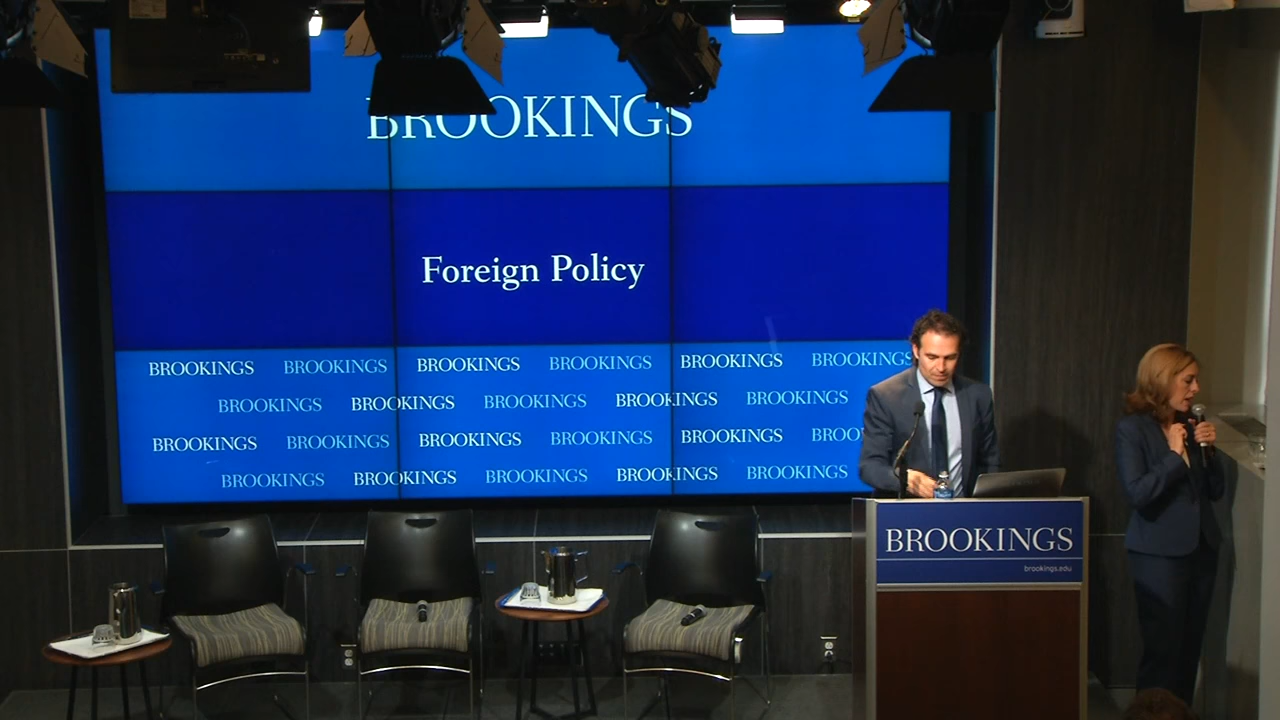 BROOKINGS
Foreign Policy
BROOKINGS BROOKINGS BROOKINGS BROOKINGS BROOKINGS BROOKINGS
BROOKINGS BROOKINGS BROOKINGS BROOKINGS BROOKINGS
BROOKINGS BROOKINGS BROOKINGS BROOKINGS BROOKINGS BROO
BROOKINGS BROOKINGS BROOKINGS BROOKINGS BROOKINGS
BROOKINGS
brookings.edu